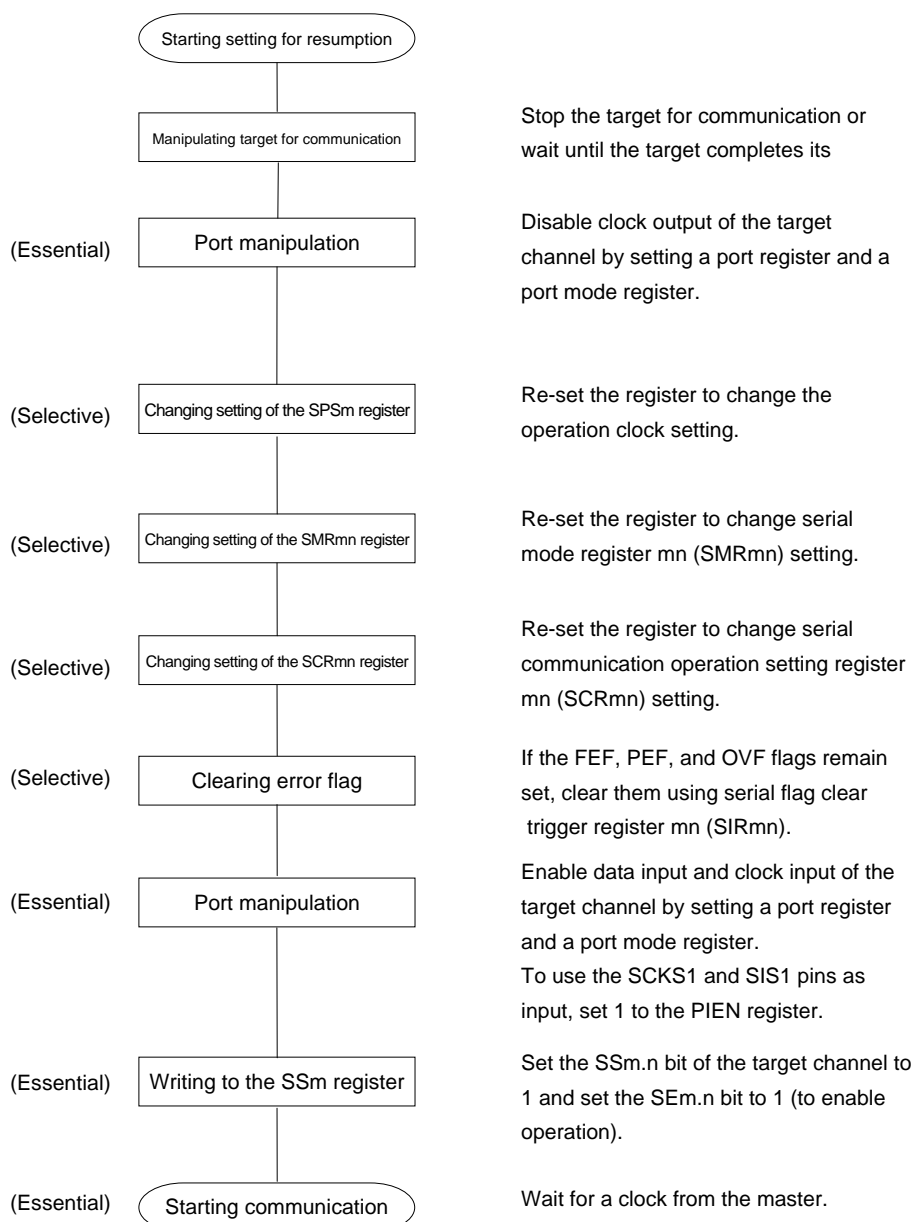 Starting setting for resumption
Manipulating target for communication
Stop the target for communication or
wait until the target completes its
(Essential)
Port manipulation
Disable clock output of the target
channel by setting a port register and a
port mode register.
(Selective)
Changing setting of the SPSm register
Re-set the register to change the
operation clock setting.
(Selective)
Changing setting of the SMRmn register
Re-set the register to change serial
mode register mn (SMRmn) setting.
(Selective)
Changing setting of the SCRmn register
Re-set the register to change serial
communication operation setting register
mn (SCRmn) setting.
(Selective)
Clearing error flag
If the FEF, PEF, and OVF flags remain
set, clear them using serial flag clear
trigger register mn (SIRmn).
(Essential)
Port manipulation
Enable data input and clock input of the
target channel by setting a port register
and a port mode register.
To use the SCKS1 and SIS1 pins as
input, set 1 to the PIEN register.
(Essential)
Writing to the SSm register
Set the SSm.n bit of the target channel to
1 and set the SEm.n bit to 1 (to enable
operation).
(Essential)
Starting communication
Wait for a clock from the master.